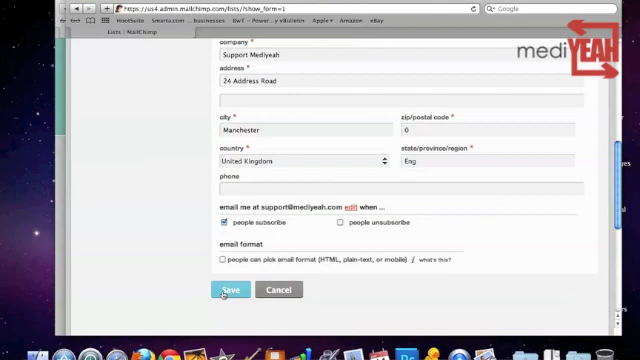 https://us4.admin.mailchimp.com/lists/?show_form=1
Google
HootSuite Smarta.com ...businesses SwiT – Power...y vBulletin Apple Amazon eBay
Lists | MailChimp
mediYEAH
company *
Support Mediyeah
address *
24 Address Road
city * zip/postal code *
Manchester 0
country * state/province/region *
United Kingdom Eng
phone
email me at support@mediyeah.com edit when ...
people subscribe people unsubscribe
email format
people can pick email format (HTML, plain-text, or mobile) i what's this?
Save Cancel